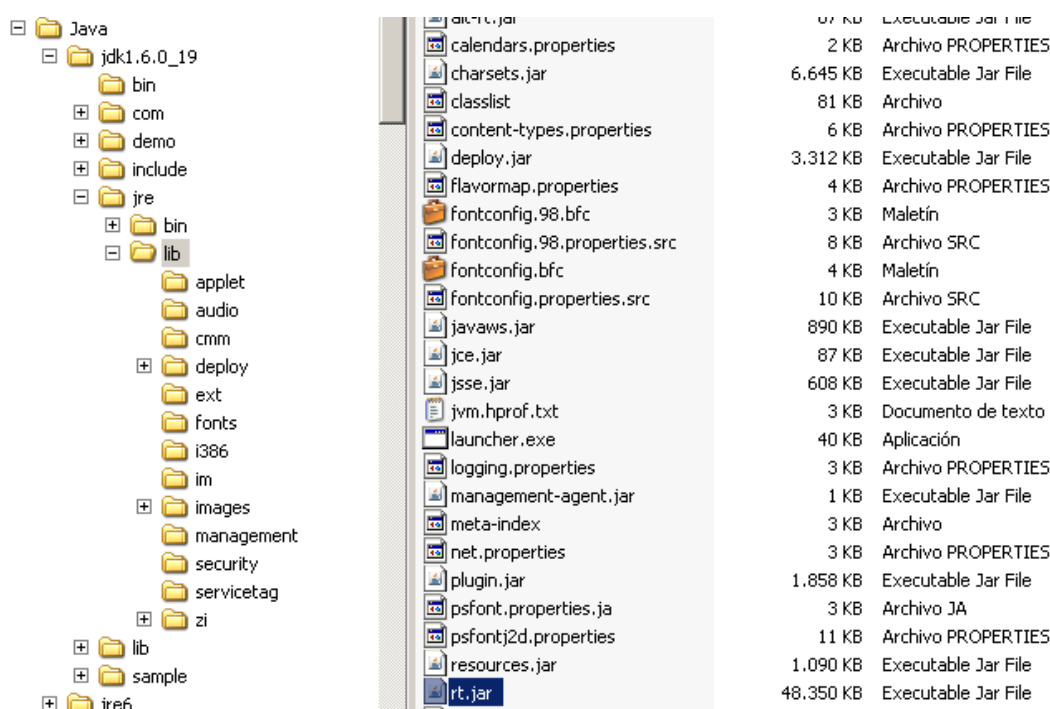 Java
jdk1.6.0_19
bin
com
demo
include
jre
bin
lib
applet
audio
cmm
deploy
ext
fonts
i386
im
images
management
security
servicetag
zi
lib
sample
jre6
alt-rt.jar 67 KB Executable Jar File
calendars.properties 2 KB Archivo PROPERTIES
charsets.jar 6.645 KB Executable Jar File
classlist 81 KB Archivo
content-types.properties 6 KB Archivo PROPERTIES
deploy.jar 3.312 KB Executable Jar File
flavormap.properties 4 KB Archivo PROPERTIES
fontconfig.98.bfc 3 KB Maletín
fontconfig.98.properties.src 8 KB Archivo SRC
fontconfig.bfc 4 KB Maletín
fontconfig.properties.src 10 KB Archivo SRC
javaws.jar 890 KB Executable Jar File
jce.jar 87 KB Executable Jar File
jsse.jar 608 KB Executable Jar File
jvm.hprof.txt 3 KB Documento de texto
launcher.exe 40 KB Aplicación
logging.properties 3 KB Archivo PROPERTIES
management-agent.jar 1 KB Executable Jar File
meta-index 3 KB Archivo
net.properties 3 KB Archivo PROPERTIES
plugin.jar 1.858 KB Executable Jar File
psfont.properties.ja 3 KB Archivo JA
psfontj2d.properties 11 KB Archivo PROPERTIES
resources.jar 1.090 KB Executable Jar File
rt.jar 48.350 KB Executable Jar File